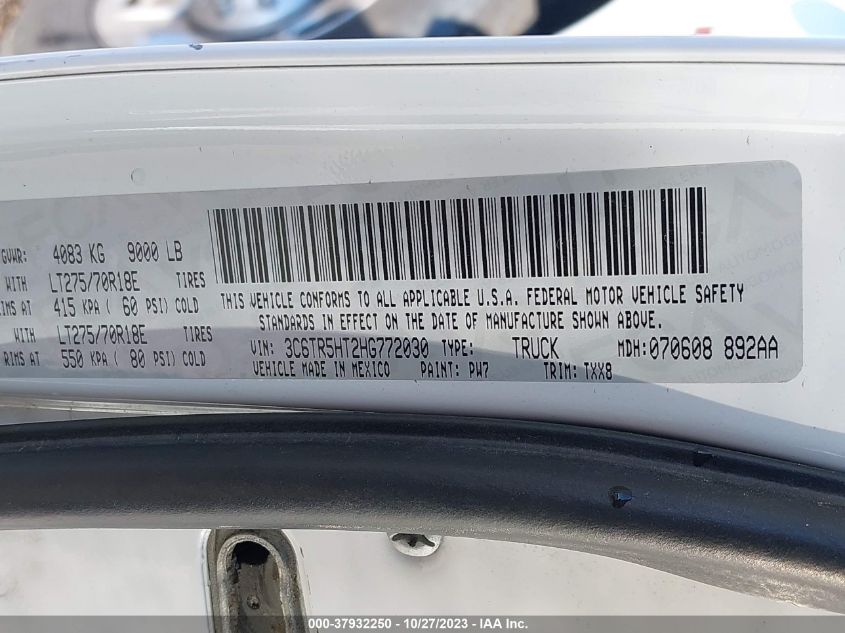 GVWR: 4083 KG 9000 LB
WITH LT275/70R18E TIRES
RIMS AT 415 KPA ( 60 PSI) COLD
WITH LT275/70R18E TIRES
RIMS AT 550 KPA ( 80 PSI) COLD
THIS VEHICLE CONFORMS TO ALL APPLICABLE U.S.A. FEDERAL MOTOR VEHICLE SAFETY
STANDARDS IN EFFECT ON THE DATE OF MANUFACTURE SHOWN ABOVE.
VIN: 3C6TR5HT2HG772030 TYPE: TRUCK MDH: 070608 892AA
VEHICLE MADE IN MEXICO PAINT: PW7 TRIM: TXX8
000-37932250 - 10/27/2023 - IAA Inc.